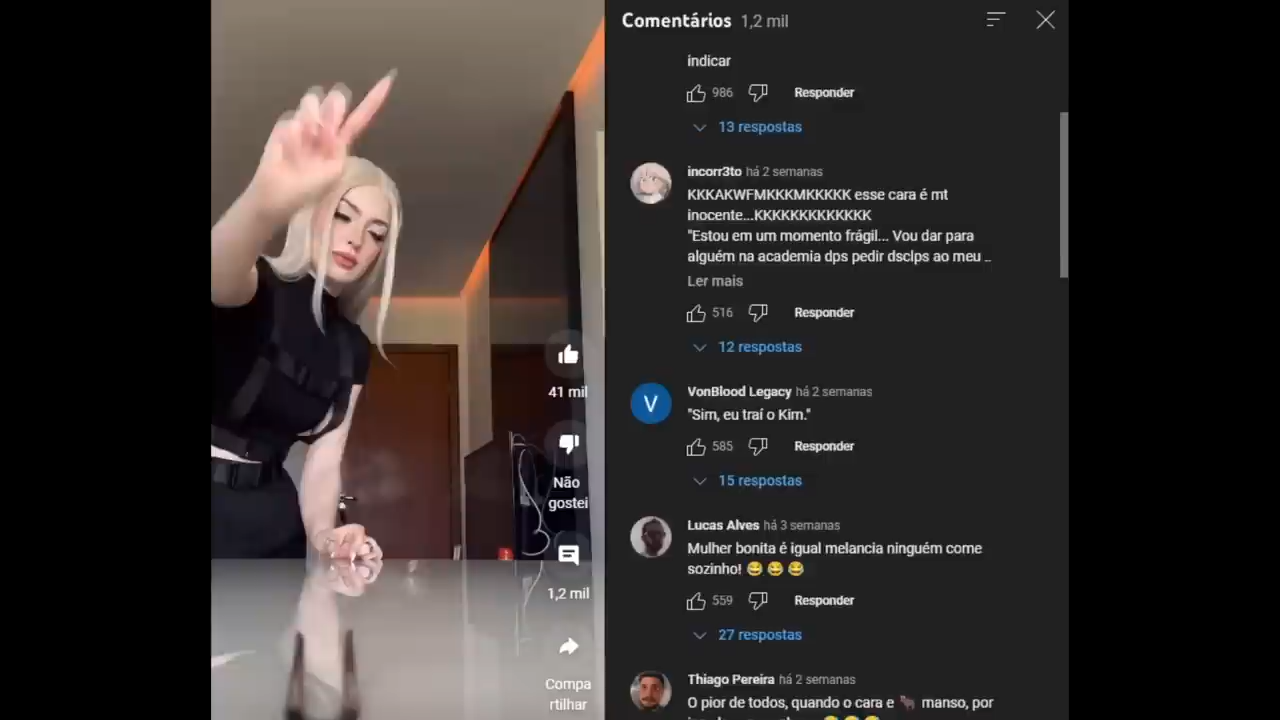 Comentários 1,2 mil
indicar
986 Responder
13 respostas
incorr3to há 2 semanas
KKKAKWFMKKKMKKKKK esse cara é mt
inocente...KKKKKKKKKKKKK
"Estou em um momento frágil... Vou dar para
alguém na academia dps pedir dsclps ao meu ..
Ler mais
516 Responder
12 respostas
V
VonBlood Legacy há 2 semanas
"Sim, eu traí o Kim."
585 Responder
15 respostas
Lucas Alves há 3 semanas
Mulher bonita é igual melancia ninguém come
sozinho! 😂 😂 😂
559 Responder
27 respostas
Thiago Pereira há 2 semanas
O pior de todos, quando o cara e 🐂 manso, por
41 mil
Não
gostei
1,2 mil
Compa
rtilhar